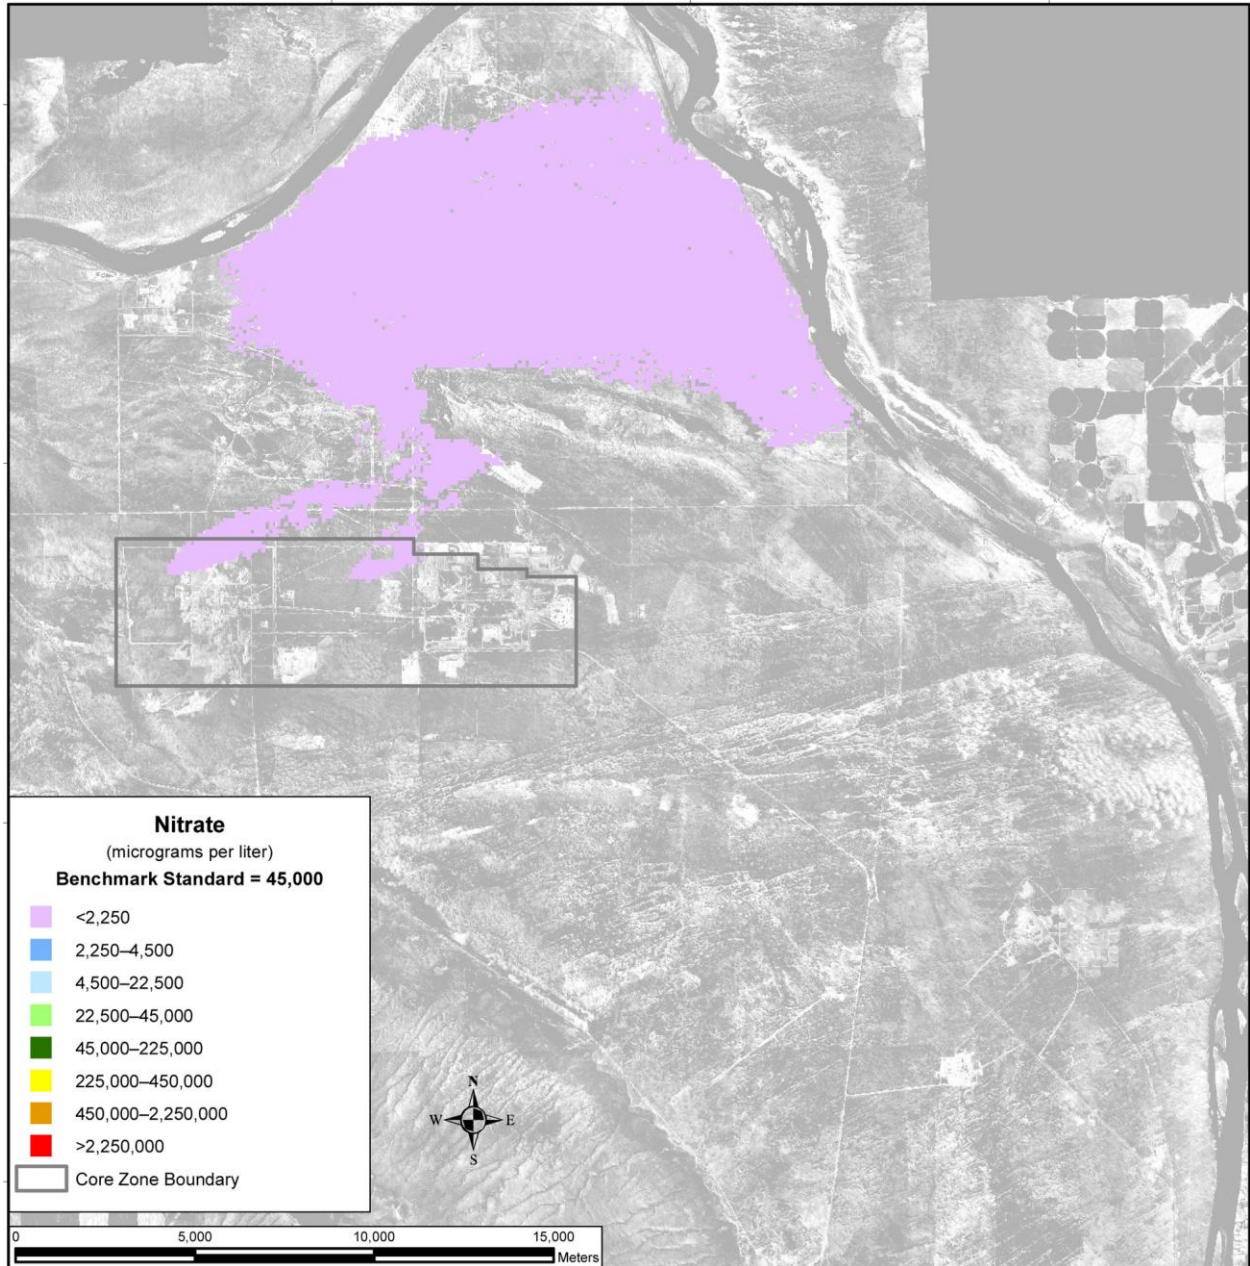 Nitrate
(micrograms per liter)
Benchmark Standard = 45,000
<2,250
2,250–4,500
4,500–22,500
22,500–45,000
45,000–225,000
225,000–450,000
450,000–2,250,000
>2,250,000
Core Zone Boundary
N
W E
S
0 5,000 10,000 15,000
Meters